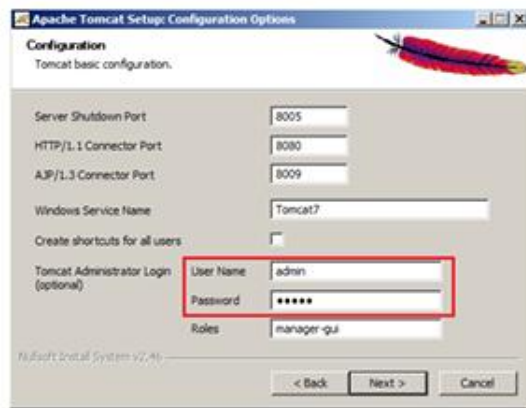 Apache Tomcat Setup: Configuration Options
Configuration
Tomcat basic configuration.
Server Shutdown Port 8005
HTTP/1.1 Connector Port 8080
AJP/1.3 Connector Port 8009
Windows Service Name Tomcat7
Create shortcuts for all users
Tomcat Administrator Login User Name admin
(optional)
Password •••••
Roles manager-gui
Nullsoft Install System v2.46
< Back Next > Cancel